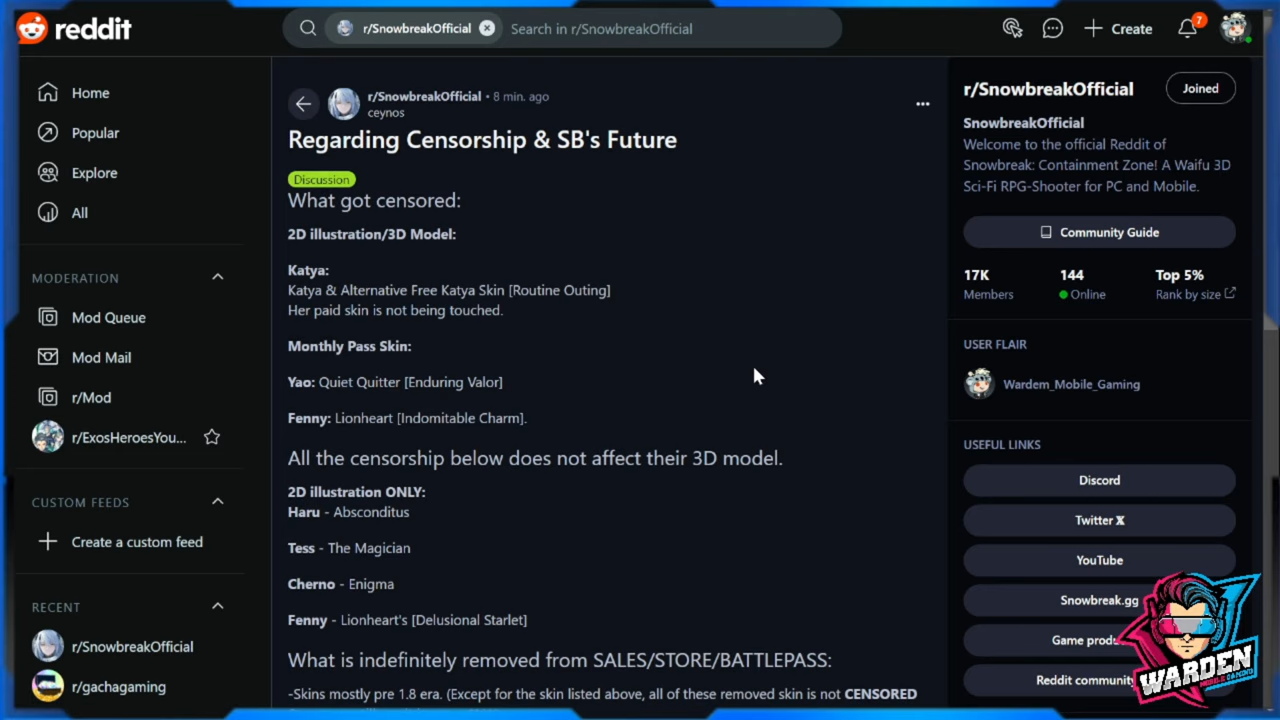 reddit
r/SnowbreakOfficial
Search in r/SnowbreakOfficial
Create
7
Home
Popular
Explore
All
MODERATION
Mod Queue
Mod Mail
r/Mod
r/ExosHeroesYou...
CUSTOM FEEDS
Create a custom feed
RECENT
r/SnowbreakOfficial
r/gachagaming
r/SnowbreakOfficial • 8 min. ago
ceynos
Regarding Censorship & SB's Future
Discussion
What got censored:
2D illustration/3D Model:
Katya:
Katya & Alternative Free Katya Skin [Routine Outing]
Her paid skin is not being touched.
Monthly Pass Skin:
Yao: Quiet Quitter [Enduring Valor]
Fenny: Lionheart [Indomitable Charm].
All the censorship below does not affect their 3D model.
2D illustration ONLY:
Haru - Absconditus
Tess - The Magician
Cherno - Enigma
Fenny - Lionheart's [Delusional Starlet]
What is indefinitely removed from SALES/STORE/BATTLEPASS:
-Skins mostly pre 1.8 era. (Except for the skin listed above, all of these removed skin is not CENSORED
r/SnowbreakOfficial
Joined
SnowbreakOfficial
Welcome to the official Reddit of
Snowbreak: Containment Zone! A Waifu 3D
Sci-Fi RPG-Shooter for PC and Mobile.
Community Guide
17K 144 Top 5%
Members Online Rank by size
USER FLAIR
Wardem_Mobile_Gaming
USEFUL LINKS
Discord
Twitter X
YouTube
Snowbreak.gg
Game produ
Reddit communit
WARDEN
MOBILE GAMING